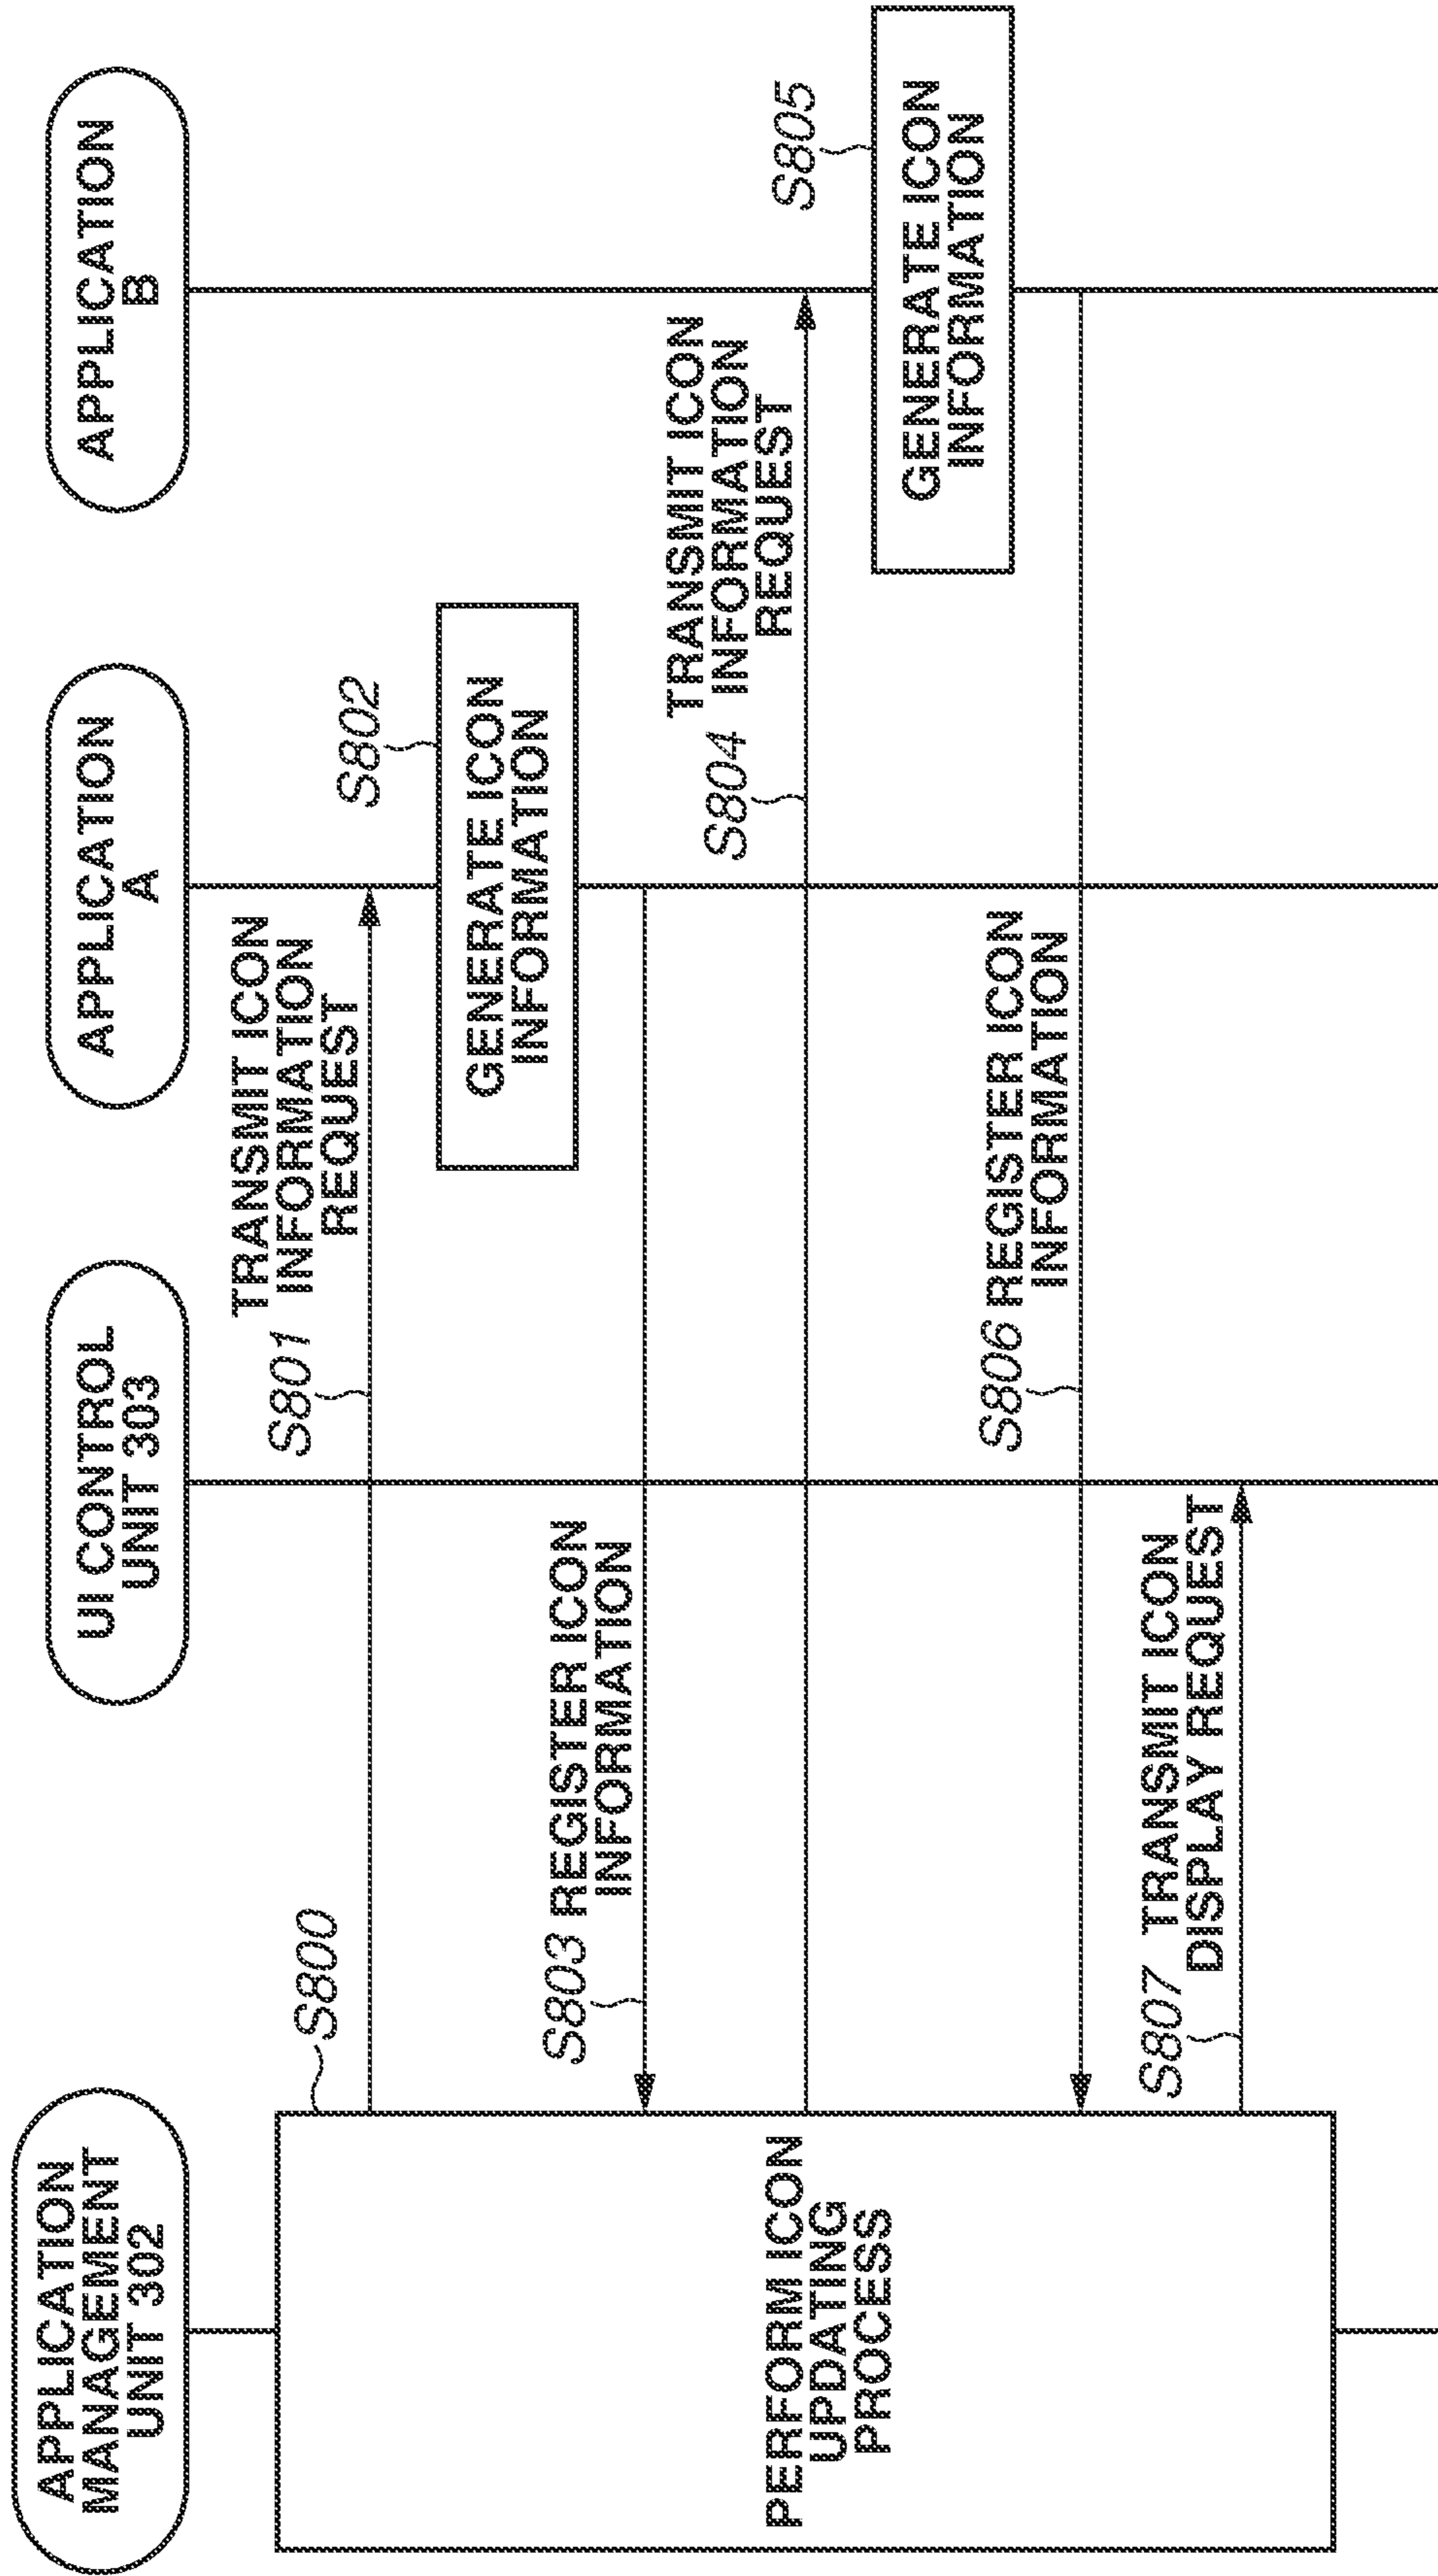 APPLICATION
MANAGEMENT
UNIT 302
UI CONTROL
UNIT 303
APPLICATION
A
APPLICATION
B
S800
PERFORM ICON
UPDATING
PROCESS
S801
TRANSMIT ICON
INFORMATION
REQUEST
S802
GENERATE ICON
INFORMATION
S803 REGISTER ICON
INFORMATION
S804
TRANSMIT ICON
INFORMATION
REQUEST
S805
GENERATE ICON
INFORMATION
S806 REGISTER ICON
INFORMATION
S807 TRANSMIT ICON
DISPLAY REQUEST